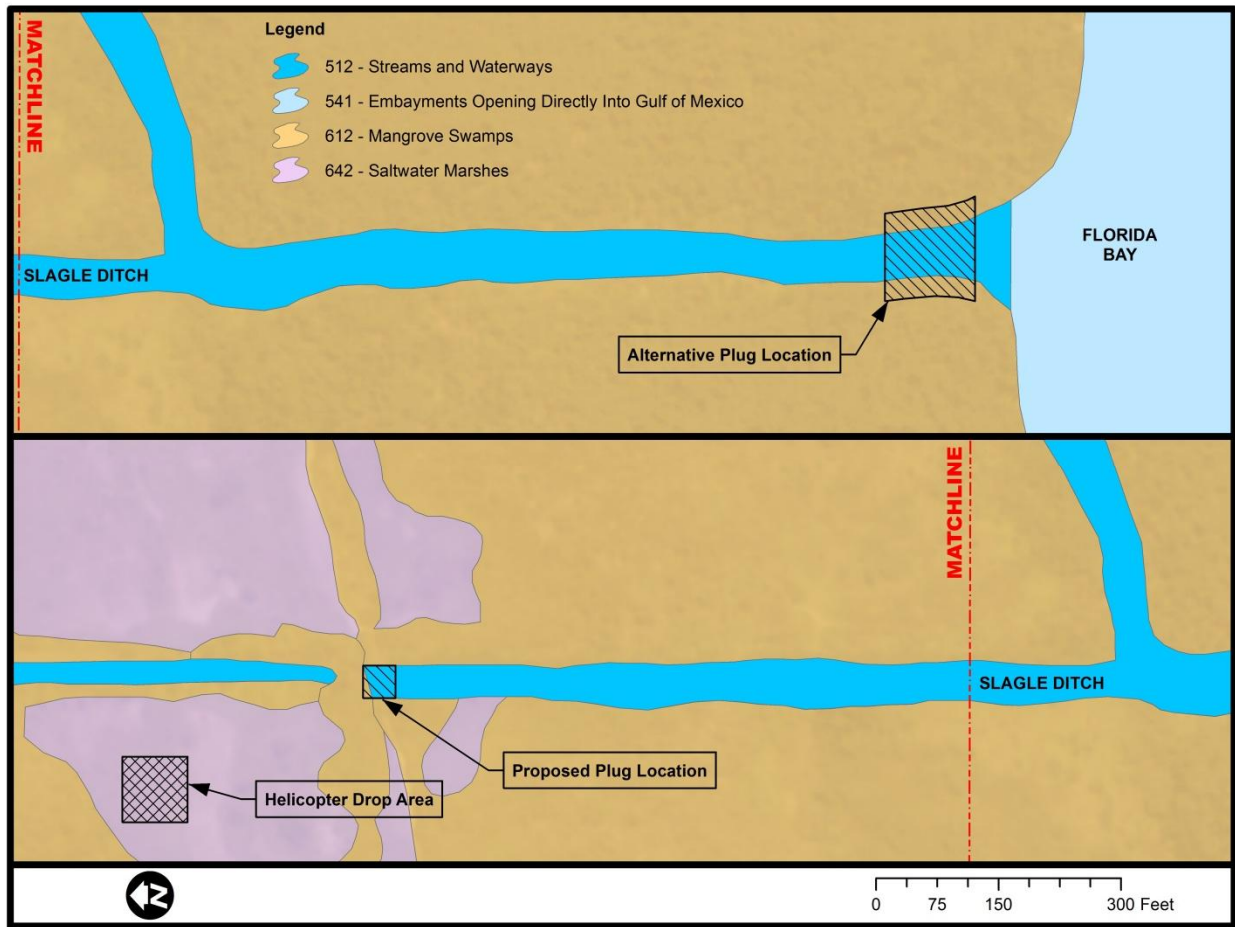 MATCHLINE
Legend
512 - Streams and Waterways
541 - Embayments Opening Directly Into Gulf of Mexico
612 - Mangrove Swamps
642 - Saltwater Marshes
SLAGLE DITCH
FLORIDA
BAY
Alternative Plug Location
MATCHLINE
SLAGLE DITCH
Proposed Plug Location
Helicopter Drop Area
N
0 75 150 300 Feet